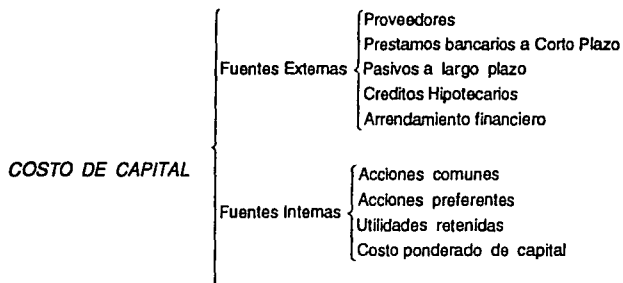 Proveedores
Prestamos bancarios a Corto Plazo
Fuentes Externas
Pasivos a largo plazo
Creditos Hipotecarios
Arrendamiento financiero
COSTO DE CAPITAL
Acciones comunes
Acciones preferentes
Fuentes Internas
Utilidades retenidas
Costo ponderado de capital